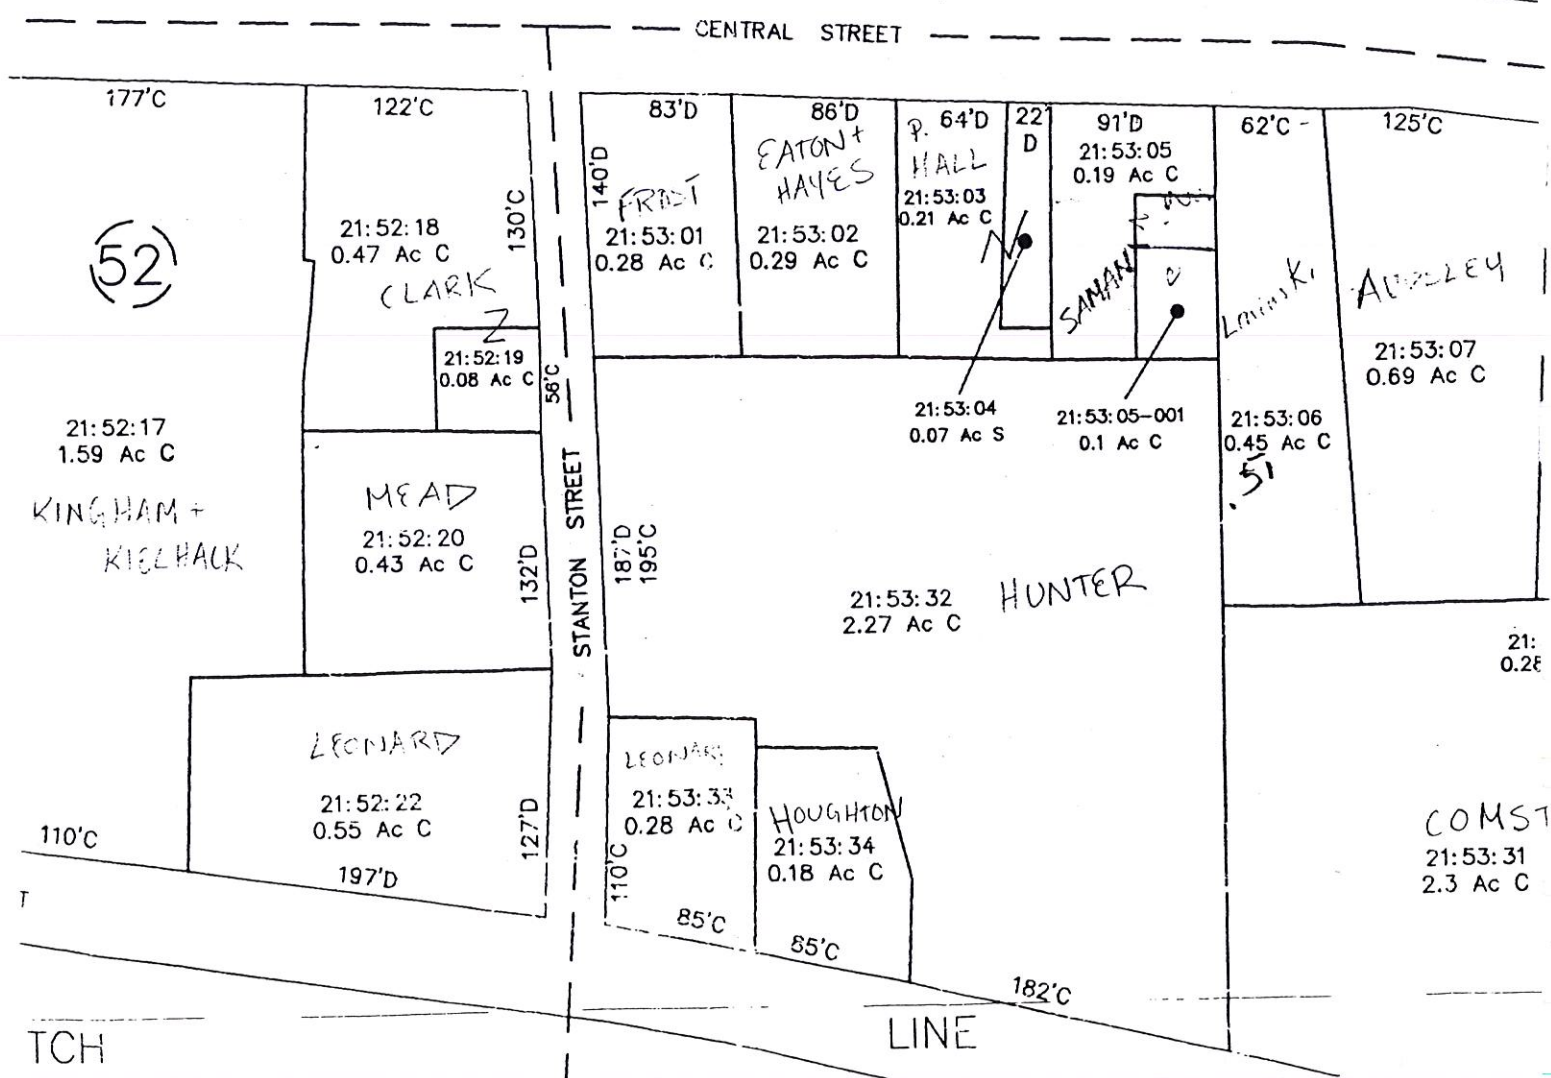 CENTRAL STREET
177'C
122'C
83'D
86'D
64'D
22'
D
91'D
62'C
125'C
130'C
140'D
52
21:52:18
0.47 Ac C
CLARK
FROST
21:53:01
0.28 Ac C
EATON +
HAYES
21:53:02
0.29 Ac C
P.
HALL
21:53:03
0.21 Ac C
N
21:53:05
0.19 Ac C
21:53:04
0.07 Ac S
21:53:05-001
0.1 Ac C
21:53:06
0.45 Ac C
.51
21:53:07
0.69 Ac C
21:52:19
0.08 Ac C
56'C
21:52:17
1.59 Ac C
KINGHAM +
KIELHACK
MEAD
21:52:20
0.43 Ac C
132'D
STANTON STREET
187'D
195'C
21:53:32
2.27 Ac C
HUNTER
21:
0.28
LEONARD
21:52:22
0.55 Ac C
127'D
197'D
110'C
LEONARD
21:53:33
0.28 Ac C
110'C
85'C
HOUGHTON
21:53:34
0.18 Ac C
85'C
182'C
COMST
21:53:31
2.3 Ac C
T
TCH
LINE